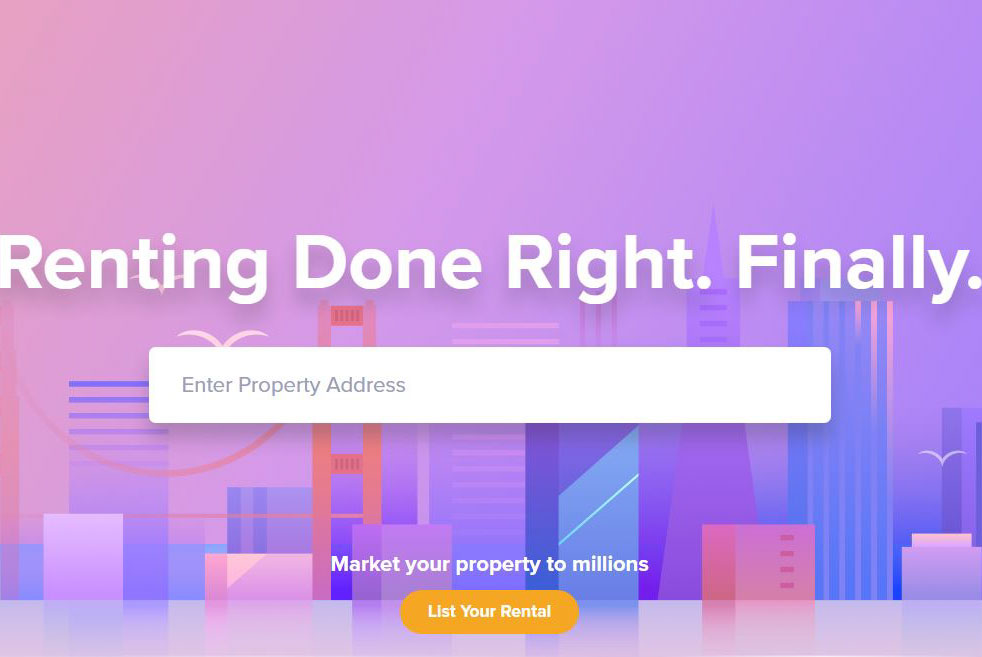 Renting Done Right. Finally.
Enter Property Address
Market your property to millions
List Your Rental